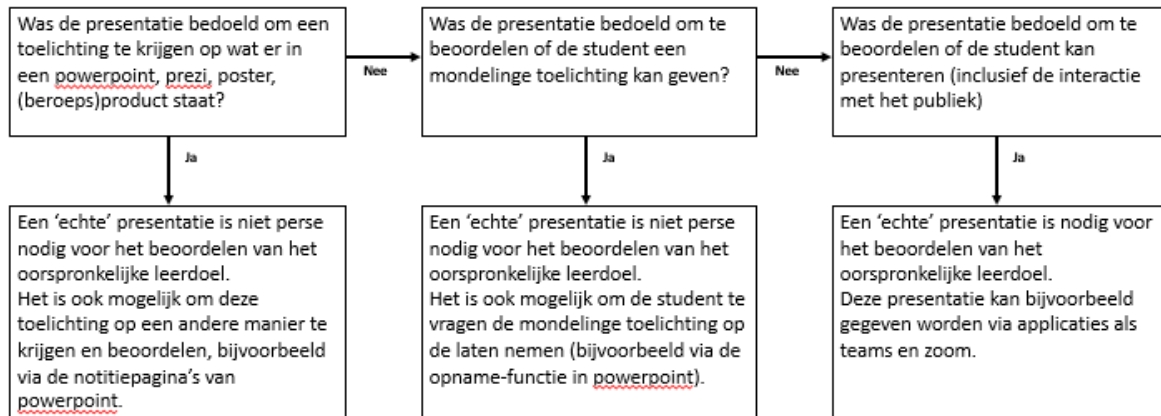 Was de presentatie bedoeld om een
toelichting te krijgen op wat er in
een powerpoint, prezi, poster,
(beroeps)product staat?
Nee
Was de presentatie bedoeld om te
beoordelen of de student een
mondelinge toelichting kan geven?
Nee
Was de presentatie bedoeld om te
beoordelen of de student kan
presenteren (inclusief de interactie
met het publiek)
Ja
Ja
Ja
Een ‘echte’ presentatie is niet perse
nodig voor het beoordelen van het
oorspronkelijke leerdoel.
Het is ook mogelijk om deze
toelichting op een andere manier te
krijgen en beoordelen, bijvoorbeeld
via de notitiepagina’s van
powerpoint.
Een ‘echte’ presentatie is niet perse
nodig voor het beoordelen van het
oorspronkelijke leerdoel.
Het is ook mogelijk om de student te
vragen de mondelinge toelichting op
de laten nemen (bijvoorbeeld via de
opname-functie in powerpoint).
Een ‘echte’ presentatie is nodig voor
het beoordelen van het
oorspronkelijke leerdoel.
Deze presentatie kan bijvoorbeeld
gegeven worden via applicaties als
teams en zoom.